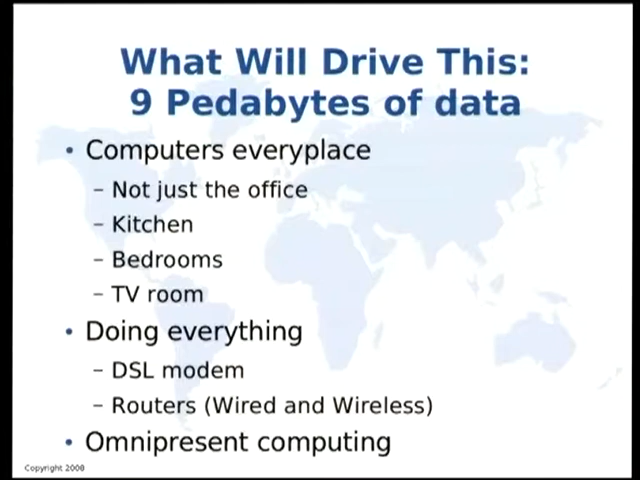 What Will Drive This:
9 Pedabytes of data
• Computers everyplace
– Not just the office
– Kitchen
– Bedrooms
– TV room
• Doing everything
– DSL modem
– Routers (Wired and Wireless)
• Omnipresent computing
Copyright 2008